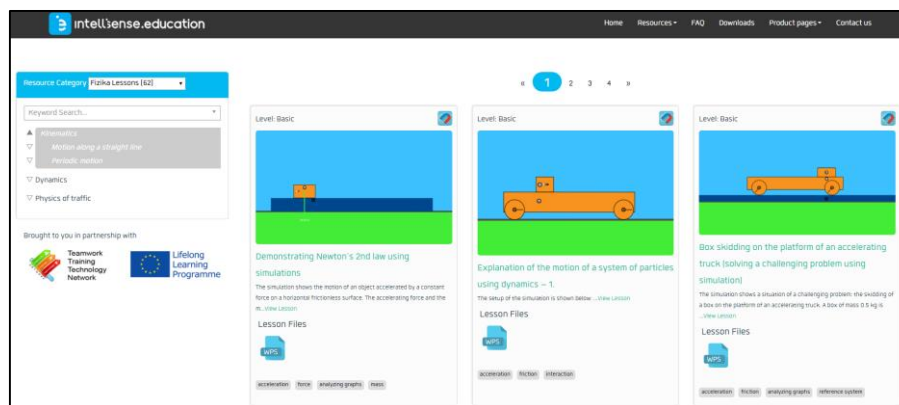 intellisense.education
Home Resources FAQ Downloads Product pages Contact us
Resource Category Fizika Lessons (62)
Keyword Search...
Kinematics
Motion along a straight line
Periodic motion
Dynamics
Physics of traffic
Brought to you in partnership with
Teamwork
Training
Technology
Network
Lifelong
Learning
Programme
« 1 2 3 4 »
Level: Basic
Demonstrating Newton's 2nd law using
simulations
The simulation shows the motion of an object accelerated by a constant
force on a horizontal frictionless surface. The accelerating force and the
m...View Lesson
Lesson Files
WPS
acceleration force analyzing graphs mass
Level: Basic
Explanation of the motion of a system of particles
using dynamics – 1.
The setup of the simulation is shown below ...View Lesson
Lesson Files
WPS
acceleration friction interaction
Level: Basic
Box skidding on the platform of an accelerating
truck (solving a challenging problem using
simulation)
The simulation shows a situation of a challenging problem: the skidding of
a box on the platform of an accelerating truck. A box of mass 0.5 kg is
...View Lesson
Lesson Files
WPS
acceleration friction analyzing graphs reference system